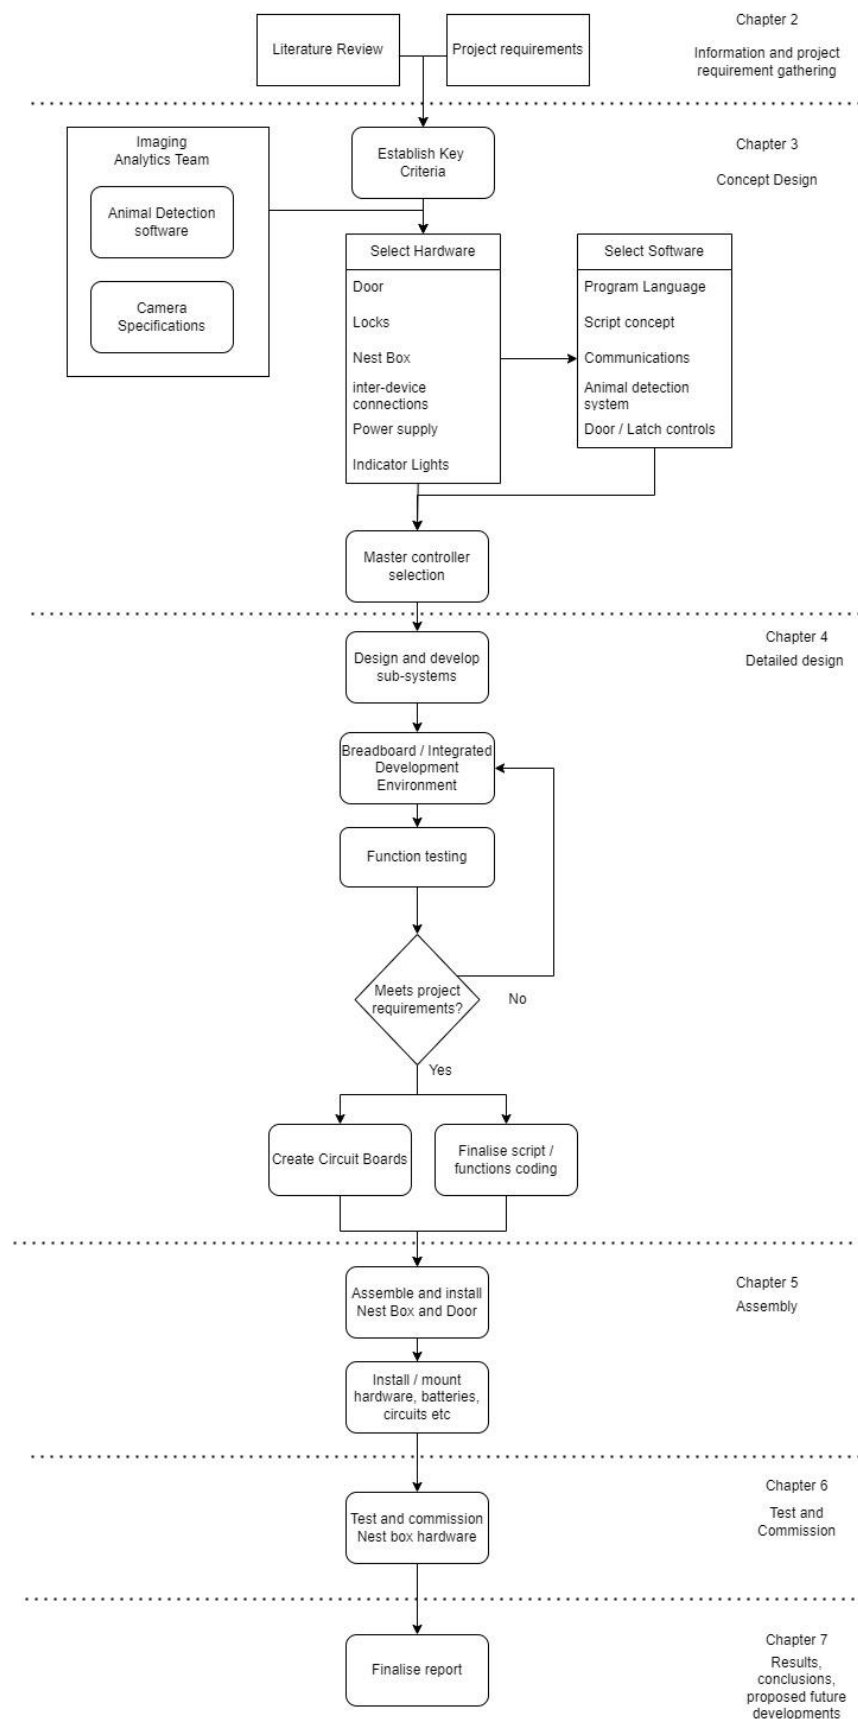 Literature Review
Project requirements
Chapter 2
Information and project
requirement gathering
Imaging
Analytics Team
Animal Detection
software
Camera
Specifications
Establish Key
Criteria
Chapter 3
Concept Design
Select Hardware
Door
Locks
Nest Box
inter-device
connections
Power supply
Indicator Lights
Select Software
Program Language
Script concept
Communications
Animal detection
system
Door / Latch controls
Master controller
selection
Chapter 4
Detailed design
Design and develop
sub-systems
Breadboard / Integrated
Development
Environment
Function testing
Meets project
requirements?
No
Yes
Create Circuit Boards
Finalise script /
functions coding
Chapter 5
Assembly
Assemble and install
Nest Box and Door
Install / mount
hardware, batteries,
circuits etc
Chapter 6
Test and
Commission
Test and commission
Nest box hardware
Chapter 7
Results,
conclusions,
proposed future
developments
Finalise report